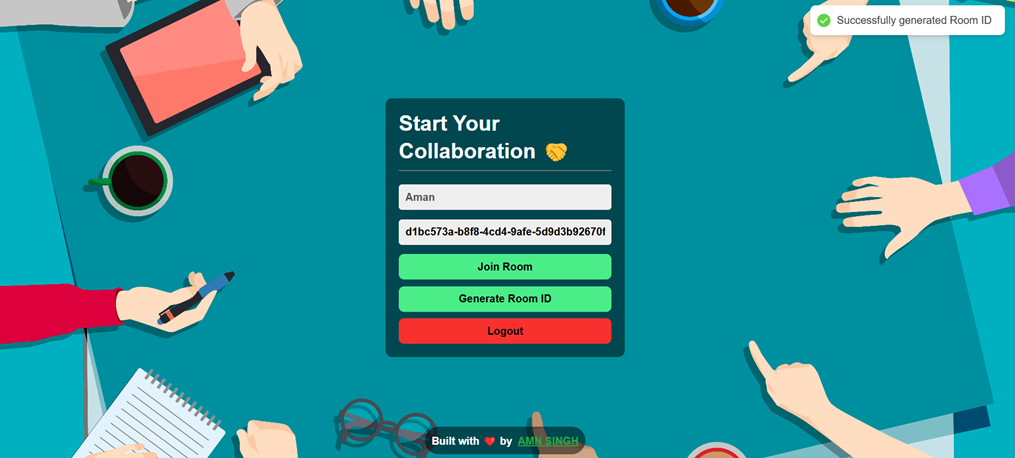 Successfully generated Room ID
Start Your
Collaboration 🤝
Aman
d1bc573a-b8f8-4cd4-9afe-5d9d3b92670f
Join Room
Generate Room ID
Logout
Built with ❤️ by AMN SINGH